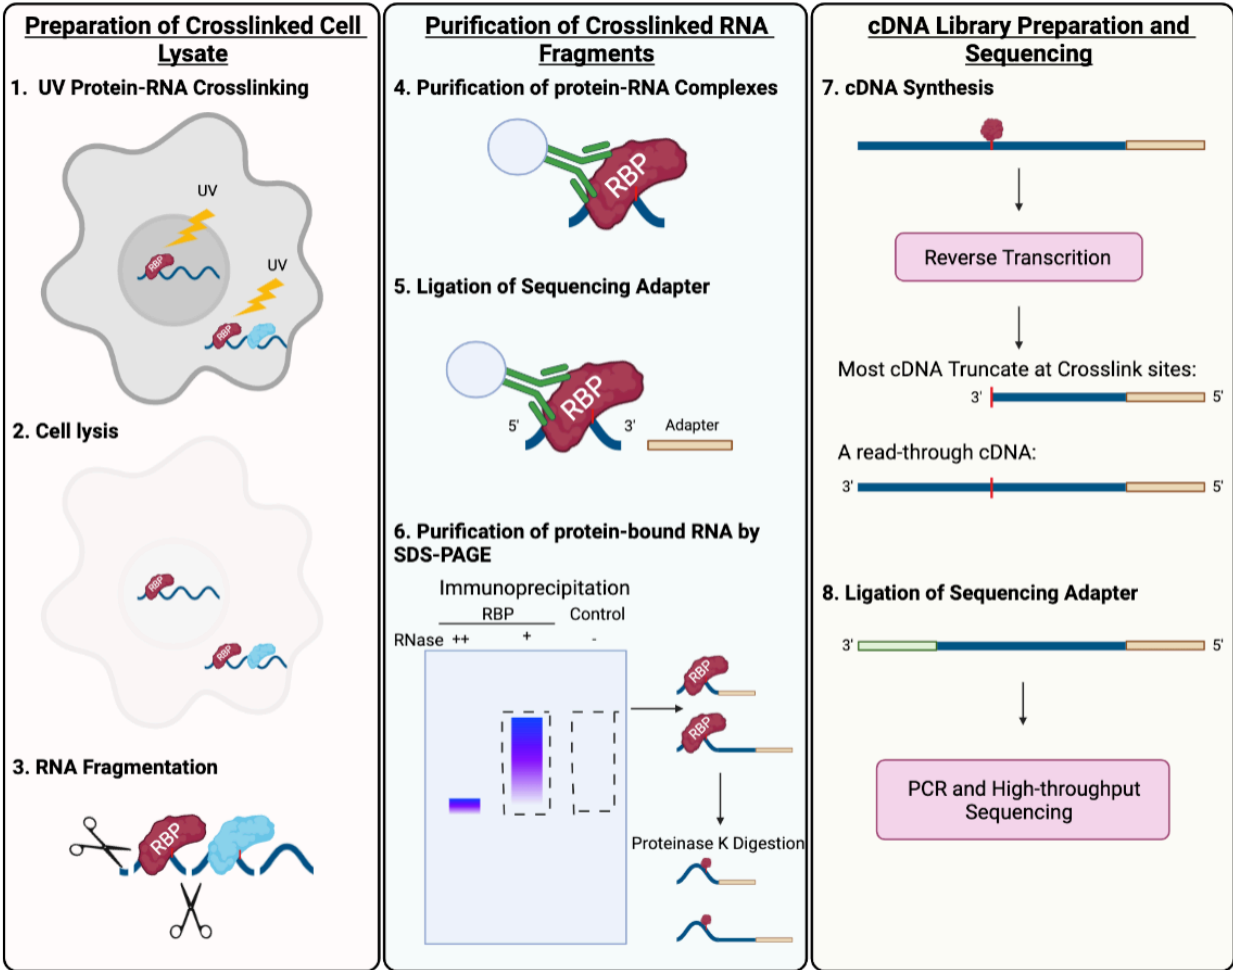 Preparation of Crosslinked Cell
Lysate
1. UV Protein-RNA Crosslinking
UV
RBP
UV
RBP
2. Cell lysis
RBP
RBP
3. RNA Fragmentation
RBP
Purification of Crosslinked RNA
Fragments
4. Purification of protein-RNA Complexes
RBP
5. Ligation of Sequencing Adapter
RBP
5'
3'
Adapter
6. Purification of protein-bound RNA by
SDS-PAGE
Immunoprecipitation
RBP
Control
RNase ++ + -
RBP
RBP
Proteinase K Digestion
cDNA Library Preparation and
Sequencing
7. cDNA Synthesis
Reverse Transcrition
Most cDNA Truncate at Crosslink sites:
3' 5'
A read-through cDNA:
3' 5'
8. Ligation of Sequencing Adapter
3' 5'
PCR and High-throughput
Sequencing